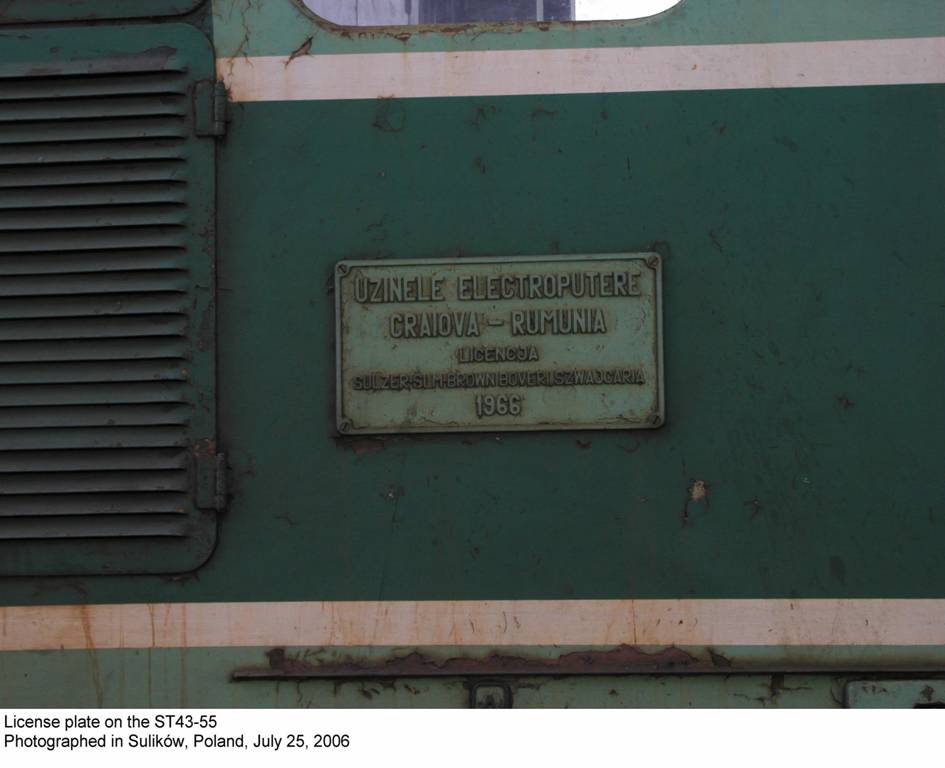 UZINELE ELECTROPUTERE
CRAIOVA - RUMUNIA
LICENCJA
SULZER, SLM-BROWN BOVERI, SZWAJCARIA
1966
License plate on the ST43-55
Photographed in Sulików, Poland, July 25, 2006